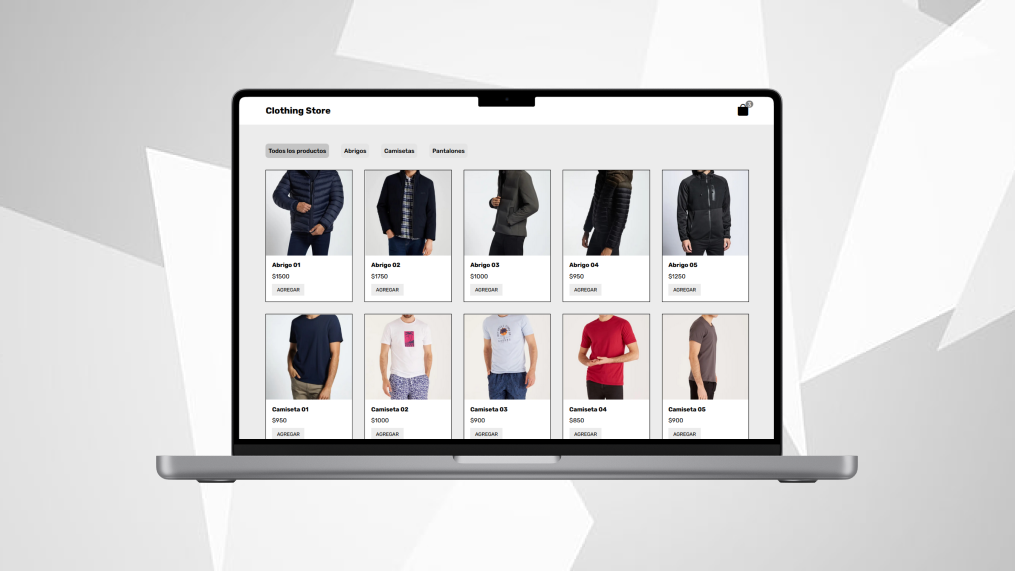 Clothing Store
Todos los productos Abrigos Camisetas Pantalones
Abrigo 01 Abrigo 02 Abrigo 03 Abrigo 04 Abrigo 05
$1500 $1750 $1000 $950 $1250
AGREGAR AGREGAR AGREGAR AGREGAR AGREGAR
Camiseta 01 Camiseta 02 Camiseta 03 Camiseta 04 Camiseta 05
$950 $1000 $900 $850 $900
AGREGAR AGREGAR AGREGAR AGREGAR AGREGAR